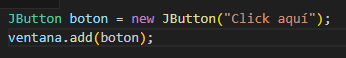 JButton boton = new JButton("Click aquí");
ventana.add(boton);